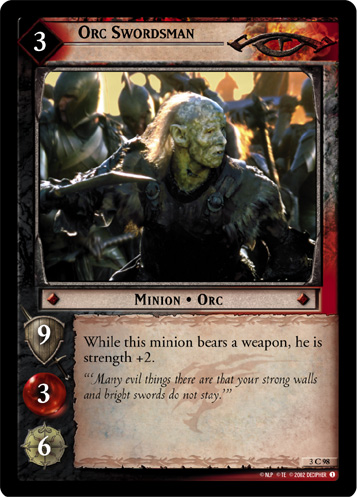 3
ORC SWORDSMAN
MINION • ORC
9
While this minion bears a weapon, he is
strength +2.
3
“‘Many evil things there are that your strong walls
and bright swords do not stay.’”
6
3 C 98
© NLP ™ TE © 2002 DECIPHER 1